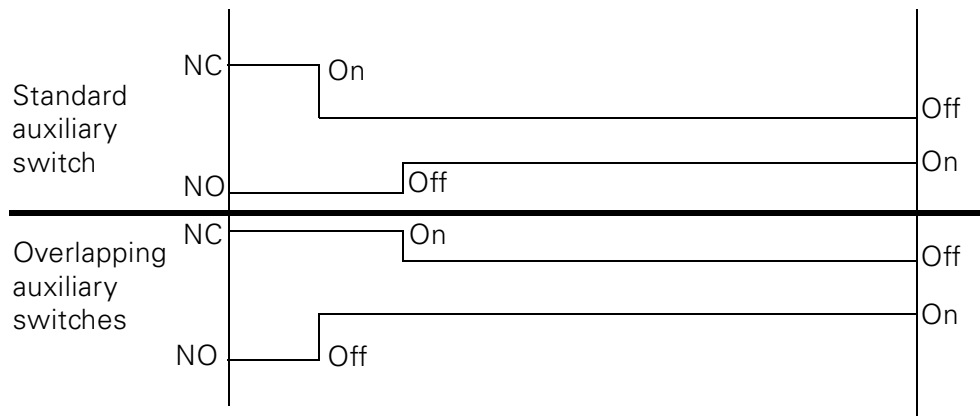 NC
On
Standard
auxiliary
switch
Off
On
NO
Off
NC
On
Overlapping
auxiliary
switches
Off
On
NO
Off